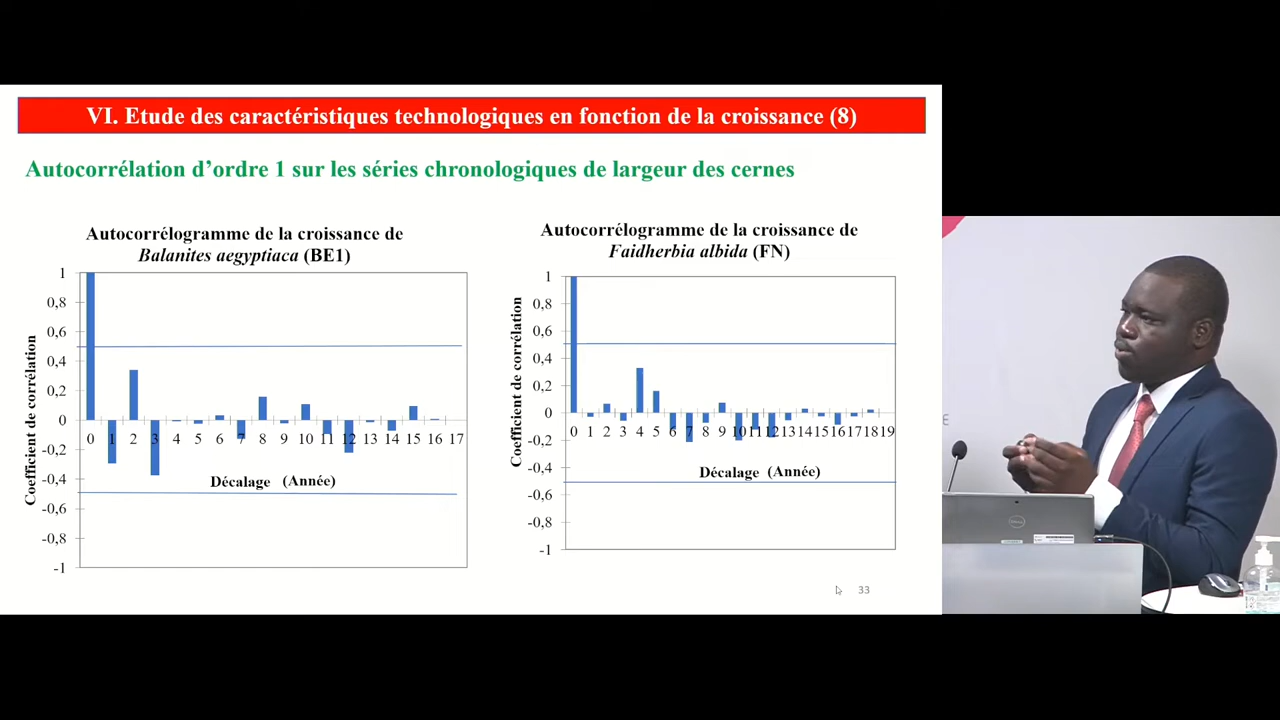 VI. Etude des caractéristiques technologiques en fonction de la croissance (8)
Autocorrélation d’ordre 1 sur les séries chronologiques de largeur des cernes
Autocorrélogramme de la croissance de
Balanites aegyptiaca (BE1)
Coefficient de corrélation
1
0,8
0,6
0,4
0,2
0
-0,2
-0,4
-0,6
-0,8
-1
0 1 2 3 4 5 6 7 8 9 10 11 12 13 14 15 16 17
Décalage (Année)
Autocorrélogramme de la croissance de
Faidherbia albida (FN)
Coefficient de corrélation
1
0,8
0,6
0,4
0,2
0
-0,2
-0,4
-0,6
-0,8
-1
0 1 2 3 4 5 6 7 8 9 10 11 12 13 14 15 16 17 18 19
Décalage (Année)
33
E
DELL